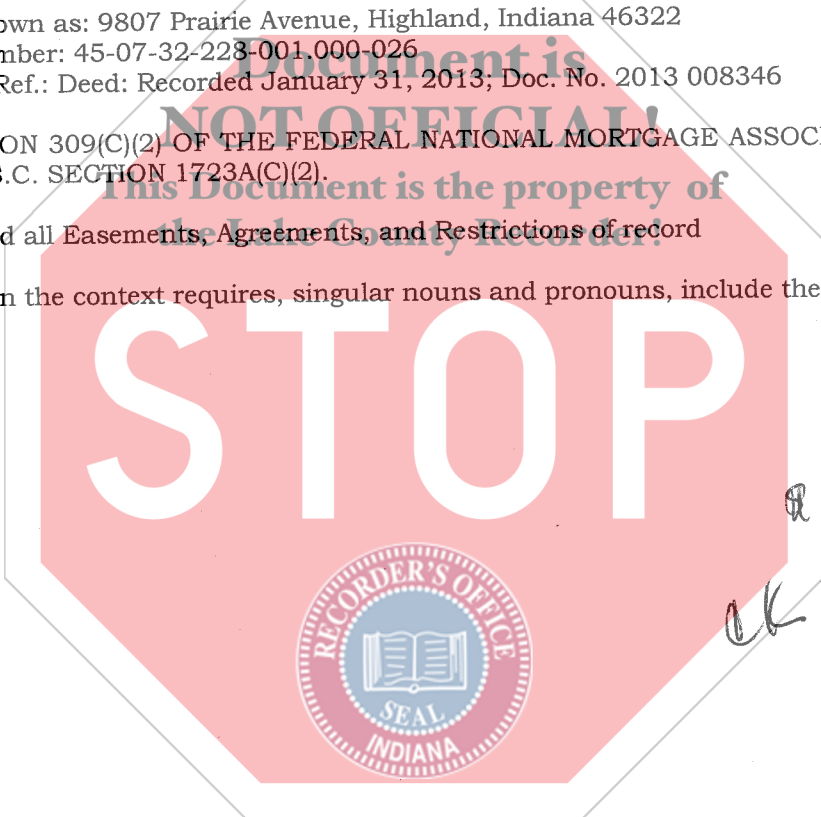 own as: 9807 Prairie Avenue, Highland, Indiana 46322
mber: 45-07-32-228-001.000-026
Ref.: Deed: Recorded January 31, 2013; Doc. No. 2013 008346
Document is
NOT OFFICIAL!
ON 309(C)(2) OF THE FEDERAL NATIONAL MORTGAGE ASSOC
.C. SECTION 1723A(C)(2).
This Document is the property of
the Lake County Recorder!
d all Easements, Agreements, and Restrictions of record
n the context requires, singular nouns and pronouns, include the
STOP
CK
RECORDER'S OFFICE
SEAL
INDIANA